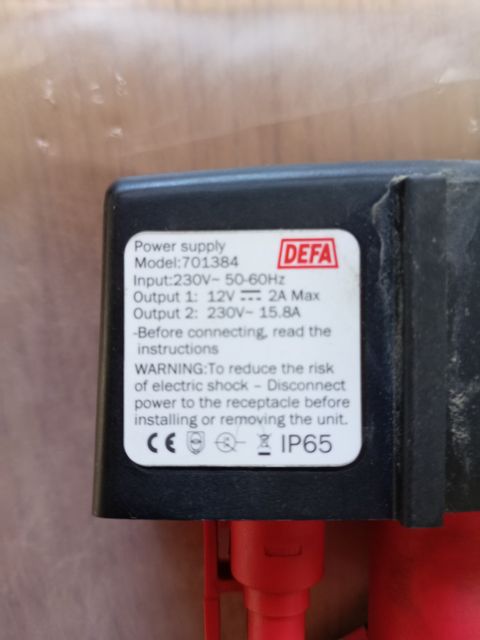 Power supply
DEFA
Model:701384
Input:230V~ 50-60Hz
Output 1: 12V ⎓ 2A Max
Output 2: 230V~ 15.8A
-Before connecting, read the
instructions
WARNING:To reduce the risk
of electric shock – Disconnect
power to the receptacle before
installing or removing the unit.
CE IP65